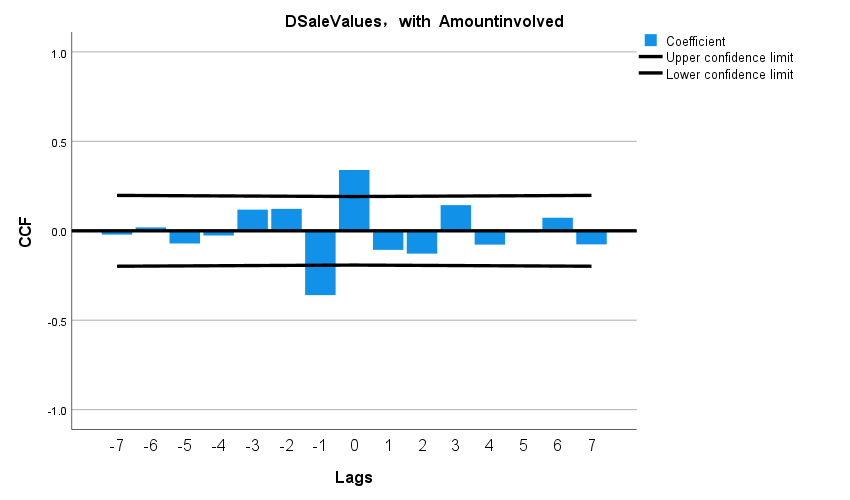 DSaleValues, with Amountinvolved
Coefficient
Upper confidence limit
Lower confidence limit
CCF
1.0
0.5
0.0
-0.5
-1.0
-7 -6 -5 -4 -3 -2 -1 0 1 2 3 4 5 6 7
Lags